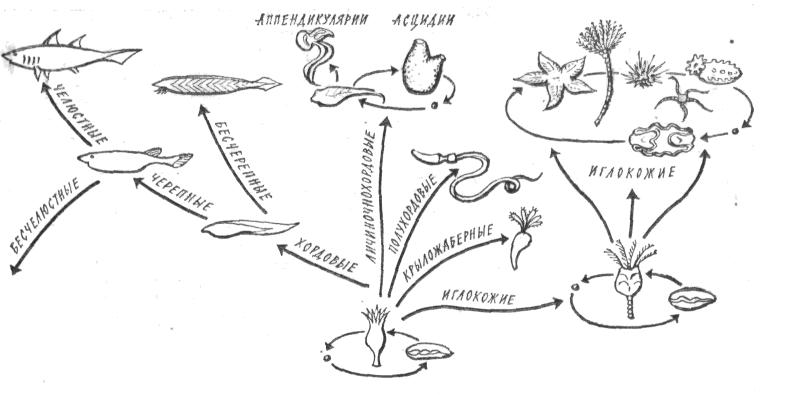 АППЕНДИКУЛЯРИИ АСЦИДИИ
ЧЕЛЮСТНЫЕ
БЕСЧЕРЕПНЫЕ
БЕСЧЕЛЮСТНЫЕ
ЧЕРЕПНЫЕ
ХОРДОВЫЕ
ЛИЧИНОЧНОХОРДОВЫЕ
ПОЛУХОРДОВЫЕ
КРЫЛОЖАБЕРНЫЕ
ИГЛОКОЖИЕ
ИГЛОКОЖИЕ